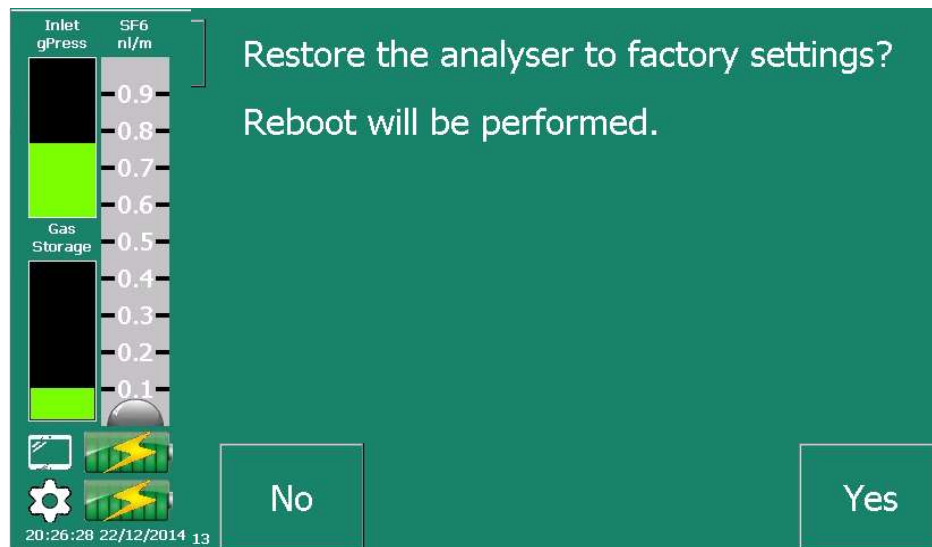 Inlet
gPress
SF6
nl/m
Restore the analyser to factory settings?
Reboot will be performed.
0.9
0.8
0.7
0.6
Gas
Storage
0.5
0.4
0.3
0.2
0.1
No
Yes
20:26:28 22/12/2014 13